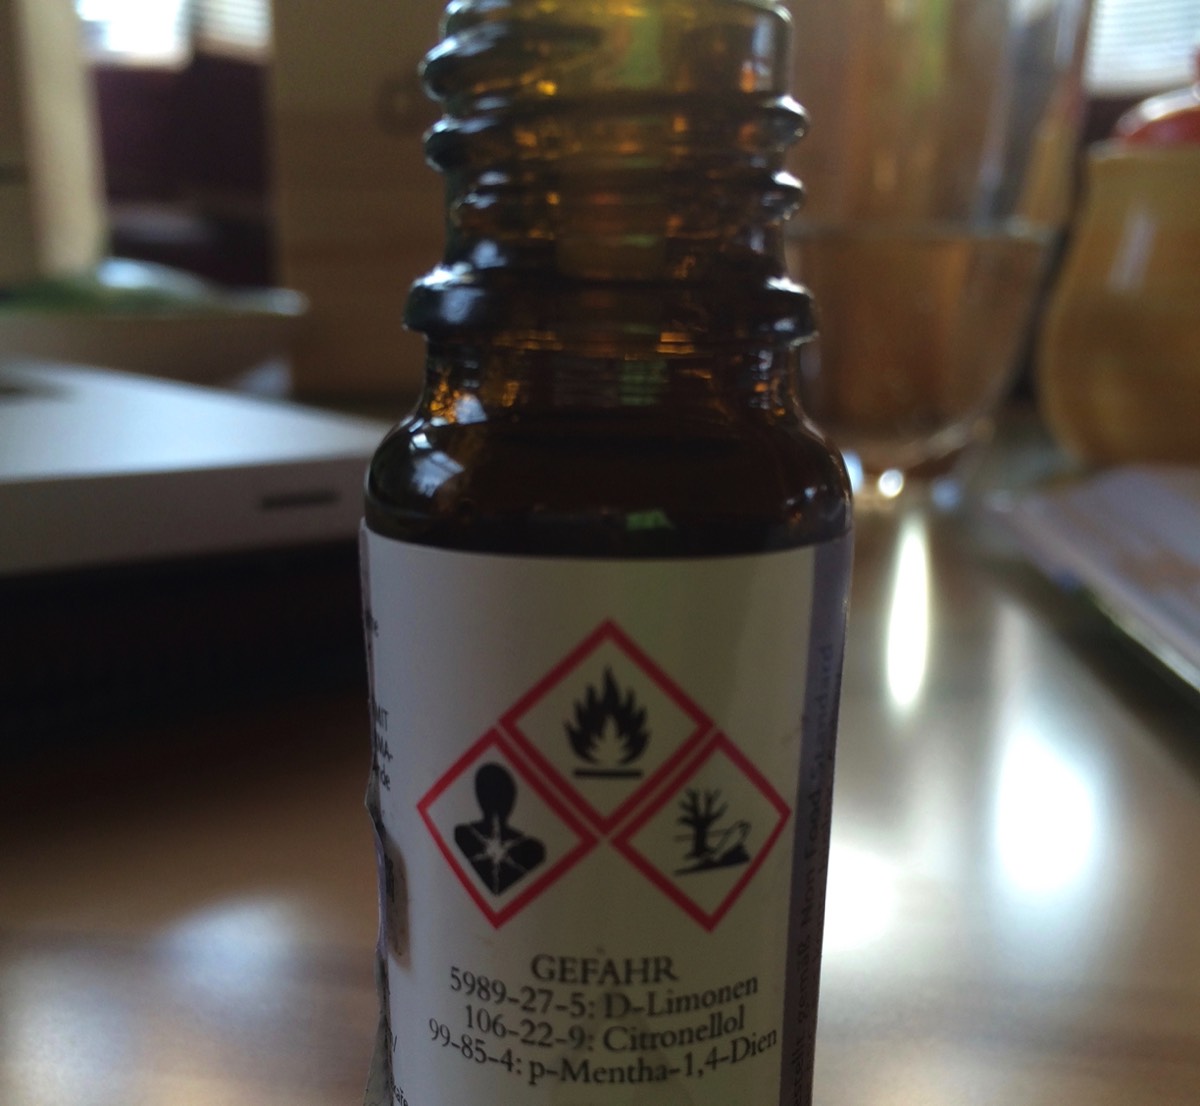 GEFAHR
5989-27-5: D-Limonen
106-22-9: Citronellol
99-85-4: p-Mentha-1,4-Dien